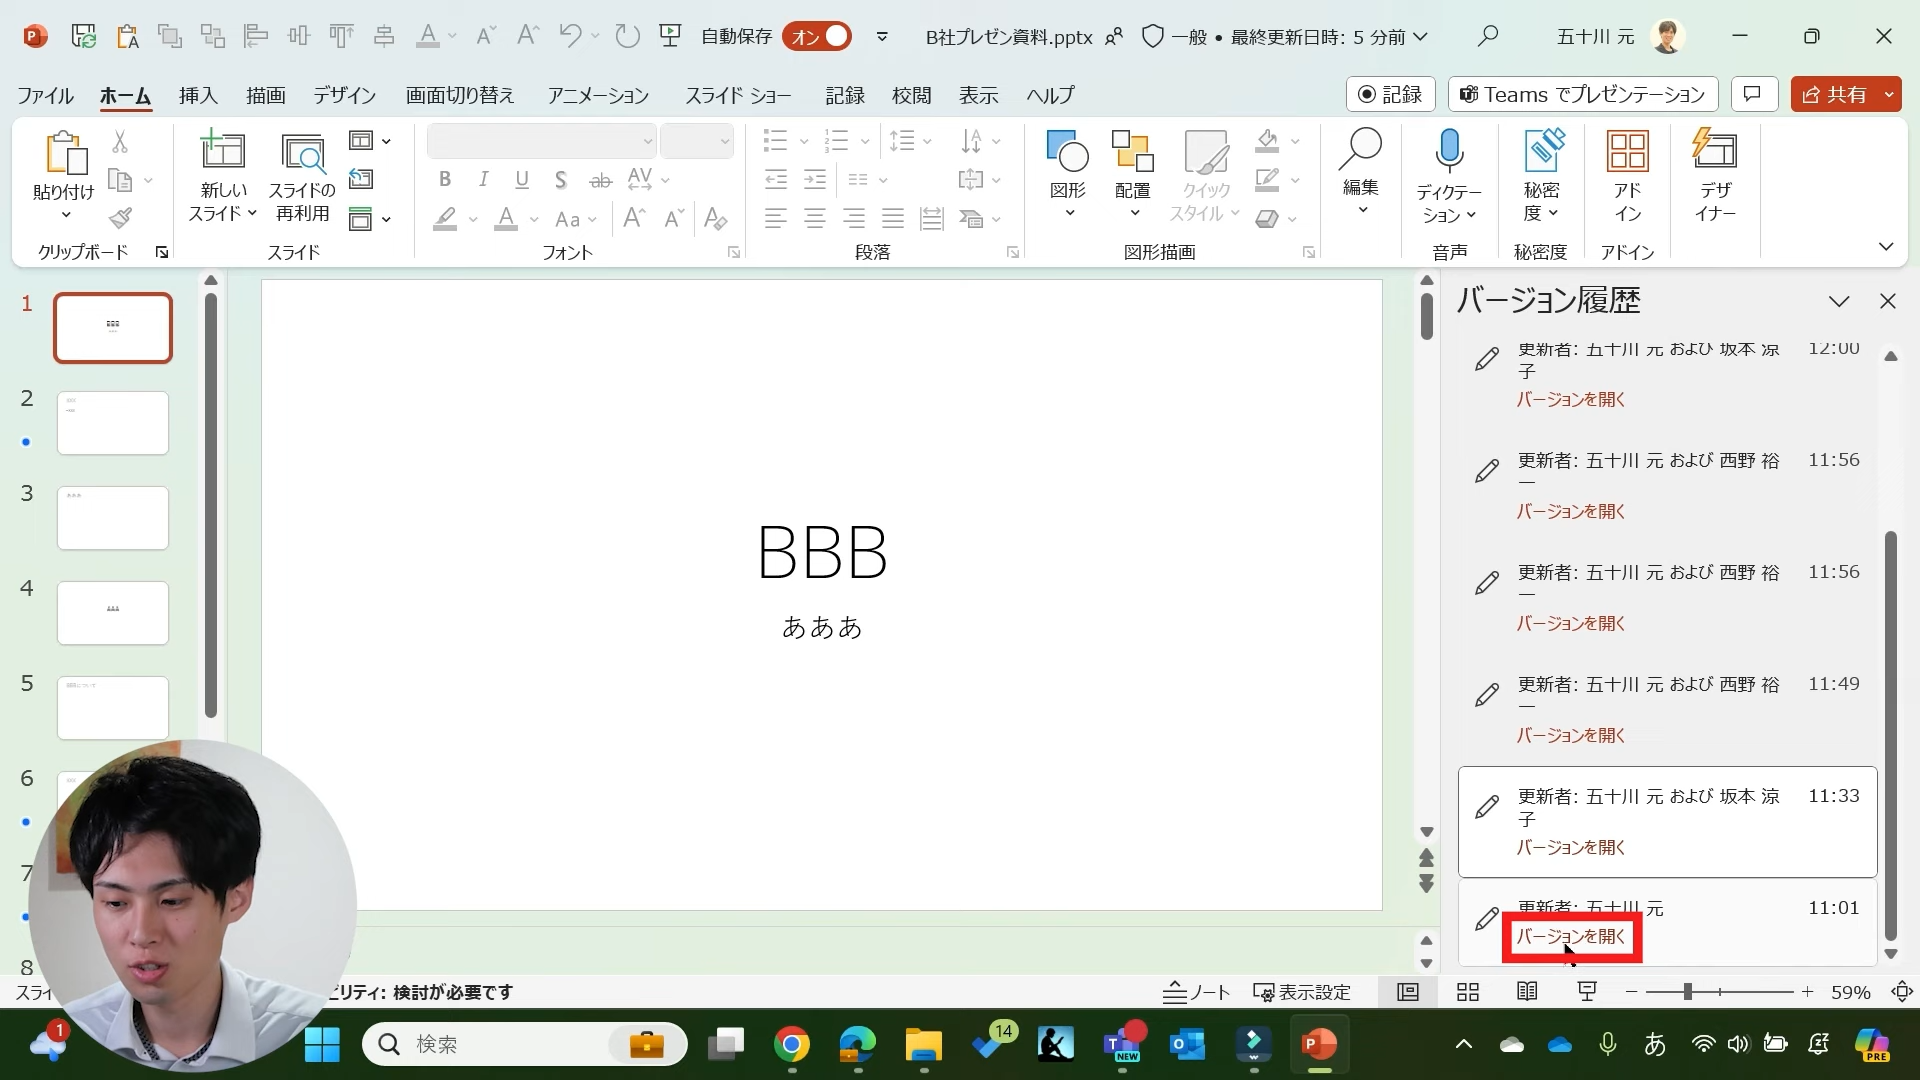 自動保存 オン B社プレゼン資料.pptx 一般 • 最終更新日時: 5 分前 五十川 元
ファイル ホーム 挿入 描画 デザイン 画面切り替え アニメーション スライド ショー 記録 校閲 表示 ヘルプ 記録 Teams でプレゼンテーション 共有
貼り付け
新しい
スライド
スライドの
再利用
図形
配置
クイック
スタイル
編集
ディクテー
ション
秘密
度
アド
イン
デザ
イナー
クリップボード スライド フォント 段落 図形描画 音声 秘密度 アドイン
1
2
3
4
5
6
7
8
BBB
あああ
バージョン履歴
更新者: 五十川 元 および 坂本 涼 12:00
子
バージョンを開く
更新者: 五十川 元 および 西野 裕 11:56
一
バージョンを開く
更新者: 五十川 元 および 西野 裕 11:56
一
バージョンを開く
更新者: 五十川 元 および 西野 裕 11:49
一
バージョンを開く
更新者: 五十川 元 および 坂本 涼 11:33
子
バージョンを開く
更新者: 五十川 元 11:01
バージョンを開く
スライ ビリティ: 検討が必要です ノート 表示設定 59%
1 検索 14 NEW あ PRE